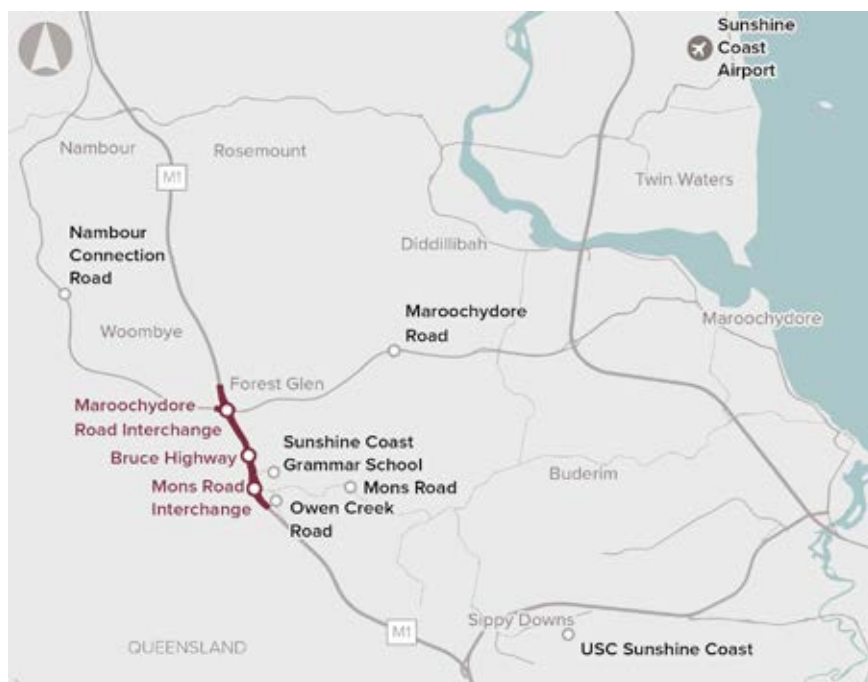 Sunshine
Coast
Airport
Nambour
Rosemount
M1
Twin Waters
Nambour
Connection
Road
Diddillibah
Maroochydore
Road
Maroochydore
Woombye
Forest Glen
Maroochydore
Road Interchange
Sunshine Coast
Grammar School
Bruce Highway
Buderim
Mons Road
Interchange
Mons Road
Owen Creek
Road
M1
Sippy Downs
QUEENSLAND
USC Sunshine Coast